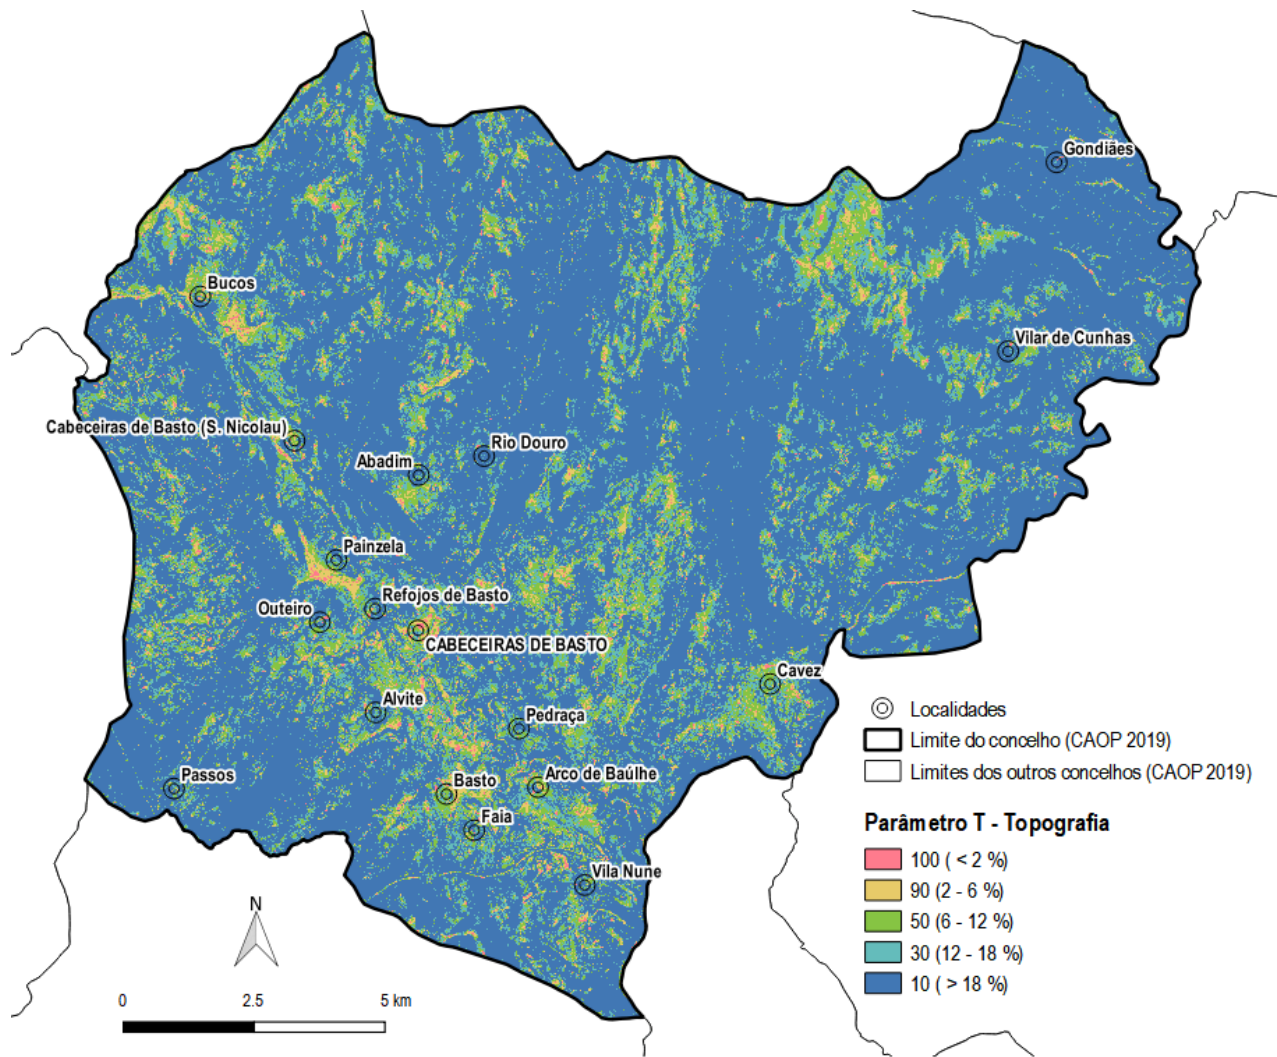 Gondiães
Bucos
Vilar de Cunhas
Cabeceiras de Basto (S. Nicolau)
Rio Douro
Abadim
Painzela
Refojos de Basto
Outeiro
CABECEIRAS DE BASTO
Cavez
Alvite
Pedraça
Passos
Basto
Arco de Baúlhe
Faia
Vila Nune
Localidades
Limite do concelho (CAOP 2019)
Limites dos outros concelhos (CAOP 2019)
Parâmetro T - Topografia
100 ( < 2 %)
90 (2 - 6 %)
50 (6 - 12 %)
30 (12 - 18 %)
10 ( > 18 %)
N
0 2.5 5 km